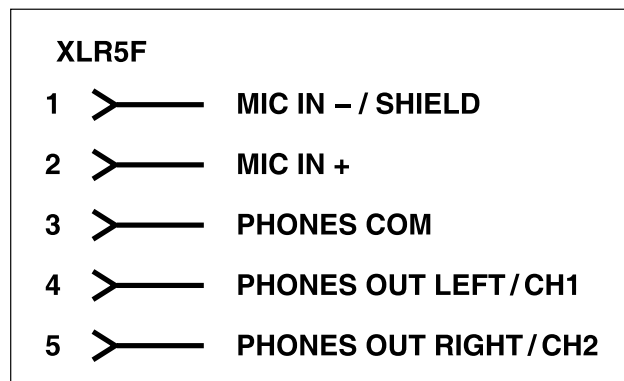 XLR5F
1 MIC IN – / SHIELD
2 MIC IN +
3 PHONES COM
4 PHONES OUT LEFT / CH1
5 PHONES OUT RIGHT / CH2